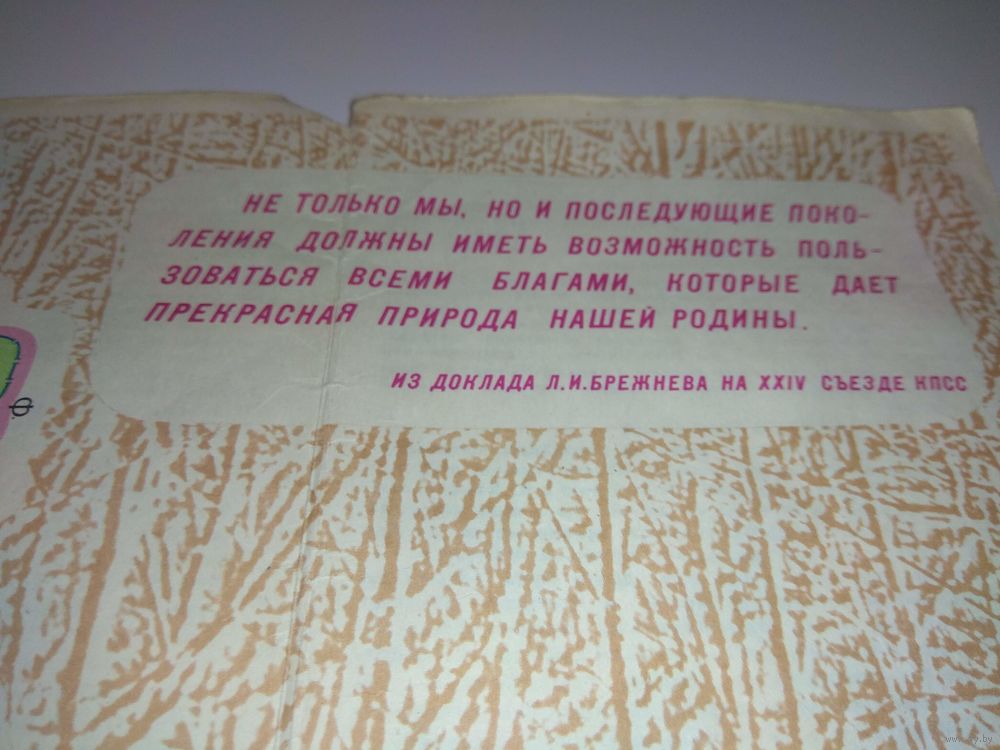 НЕ ТОЛЬКО МЫ, НО И ПОСЛЕДУЮЩИЕ ПОКО-
ЛЕНИЯ ДОЛЖНЫ ИМЕТЬ ВОЗМОЖНОСТЬ ПОЛЬ-
ЗОВАТЬСЯ ВСЕМИ БЛАГАМИ, КОТОРЫЕ ДАЕТ
ПРЕКРАСНАЯ ПРИРОДА НАШЕЙ РОДИНЫ.
ИЗ ДОКЛАДА Л.И.БРЕЖНЕВА НА XXIV СЪЕЗДЕ КПСС
Ф.